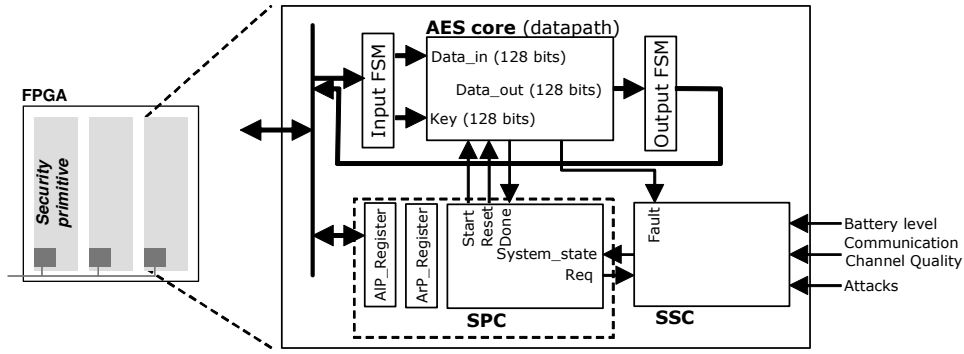 AES core (datapath)
FPGA
Security
primitive
Input FSM
Data_in (128 bits)
Data_out (128 bits)
Key (128 bits)
Output FSM
AlP_Register
ArP_Register
Start
Reset
Done
System_state
Req
SPC
Fault
SSC
Battery level
Communication
Channel Quality
Attacks